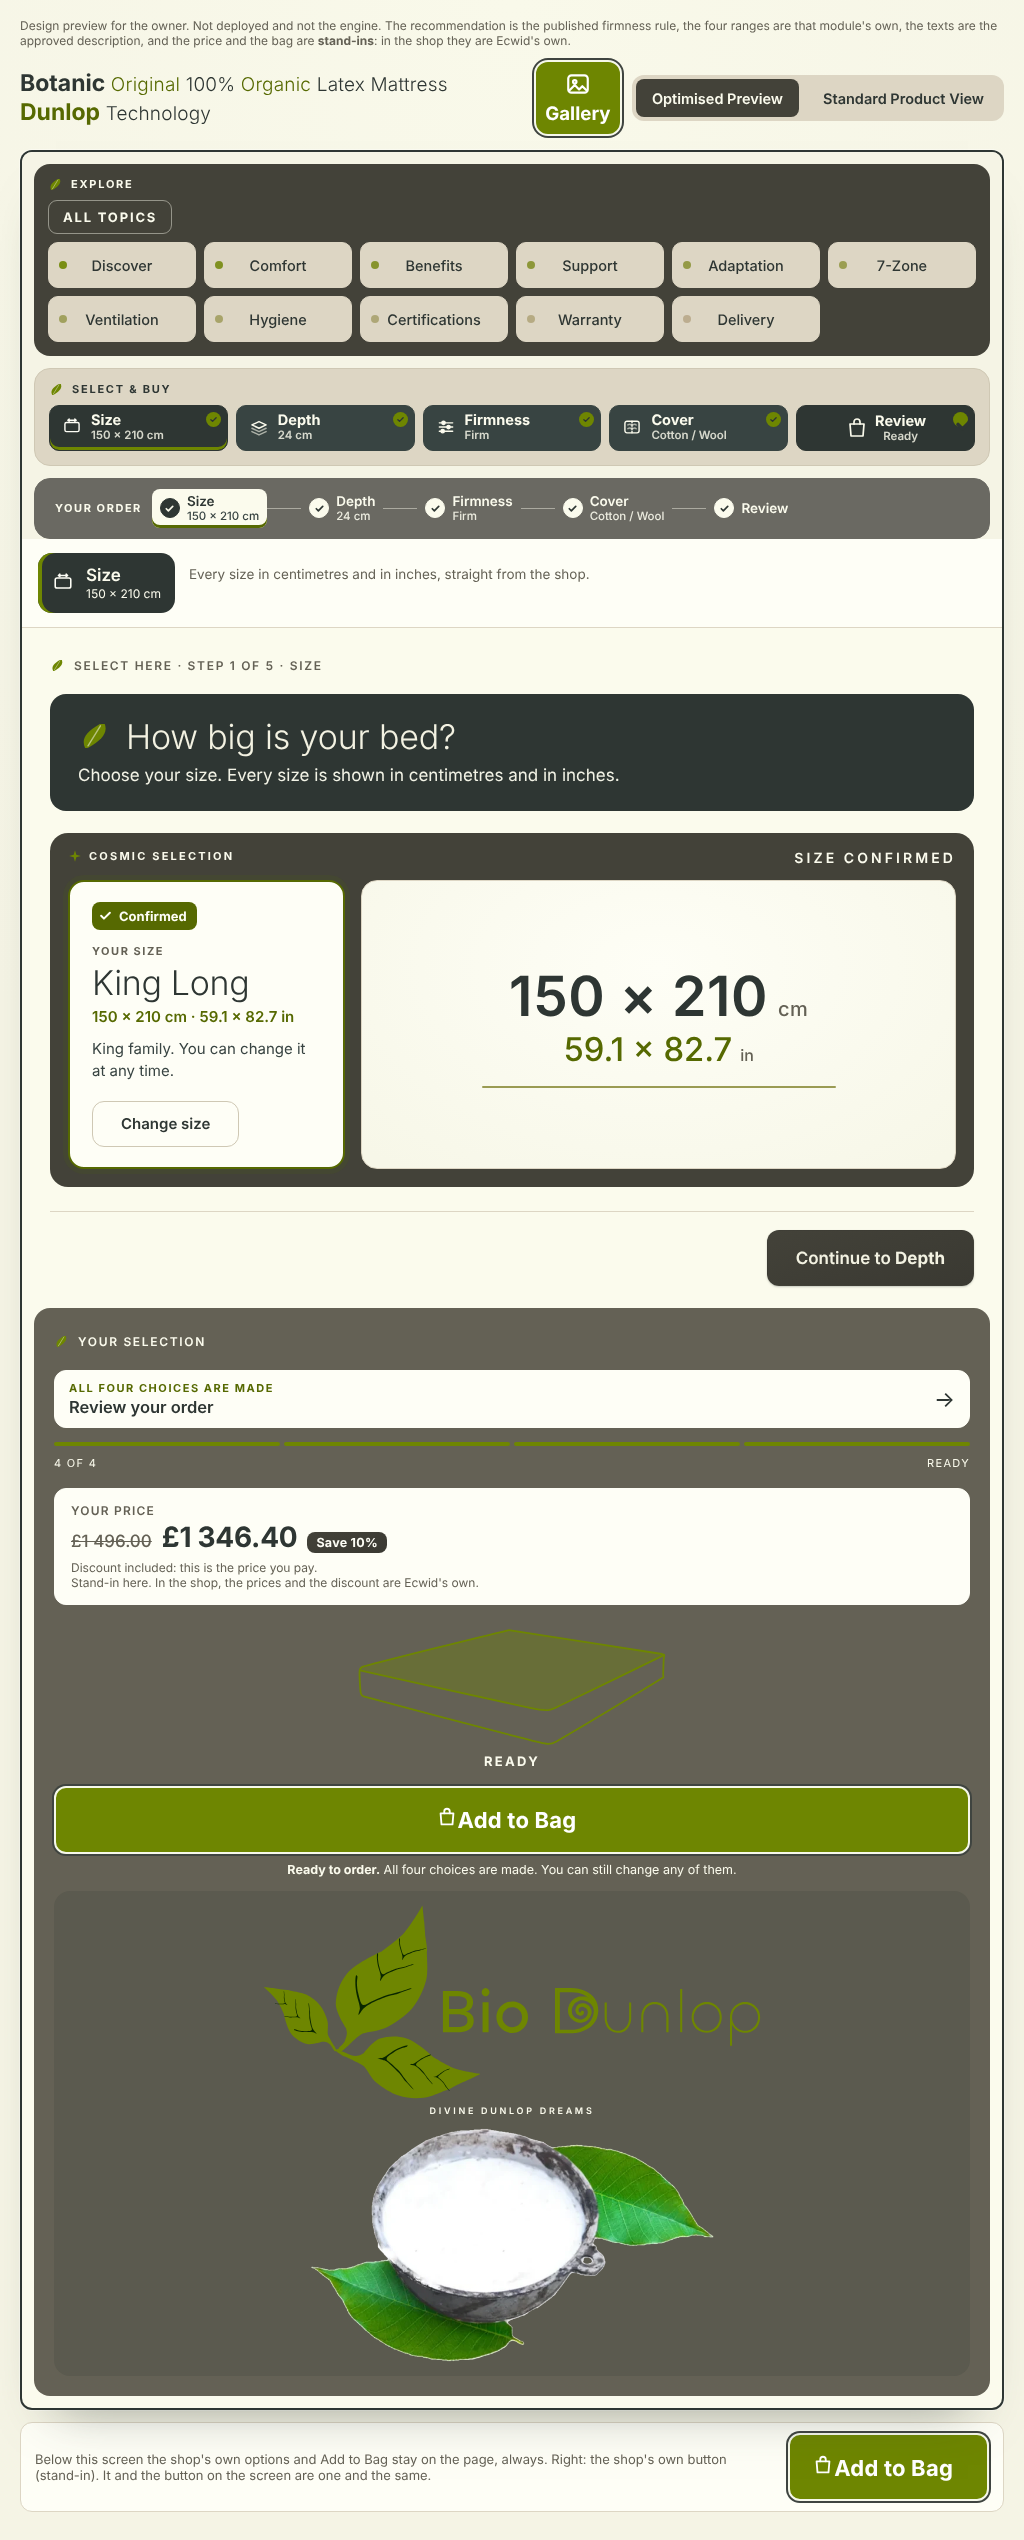 Design preview for the owner. Not deployed and not the engine. The recommendation is the published firmness rule, the four ranges are that module's own, the texts are the
approved description, and the price and the bag are stand-ins: in the shop they are Ecwid's own.
Botanic Original 100% Organic Latex Mattress
Dunlop Technology
Gallery
Optimised Preview
Standard Product View
EXPLORE
ALL TOPICS
Discover
Comfort
Benefits
Support
Adaptation
7-Zone
Ventilation
Hygiene
Certifications
Warranty
Delivery
SELECT & BUY
Size
150 × 210 cm
Depth
24 cm
Firmness
Firm
Cover
Cotton / Wool
Review
Ready
YOUR ORDER
Size
150 × 210 cm
Depth
24 cm
Firmness
Firm
Cover
Cotton / Wool
Review
Size
150 × 210 cm
Every size in centimetres and in inches, straight from the shop.
SELECT HERE · STEP 1 OF 5 · SIZE
How big is your bed?
Choose your size. Every size is shown in centimetres and in inches.
COSMIC SELECTION
SIZE CONFIRMED
Confirmed
YOUR SIZE
King Long
150 × 210 cm · 59.1 × 82.7 in
King family. You can change it
at any time.
Change size
150 × 210 cm
59.1 × 82.7 in
Continue to Depth
YOUR SELECTION
ALL FOUR CHOICES ARE MADE
Review your order
4 OF 4
READY
YOUR PRICE
£1 496.00 £1 346.40 Save 10%
Discount included: this is the price you pay.
Stand-in here. In the shop, the prices and the discount are Ecwid's own.
READY
Add to Bag
Ready to order. All four choices are made. You can still change any of them.
Bio Dunlop
DIVINE DUNLOP DREAMS
Below this screen the shop's own options and Add to Bag stay on the page, always. Right: the shop's own button
(stand-in). It and the button on the screen are one and the same.
Add to Bag